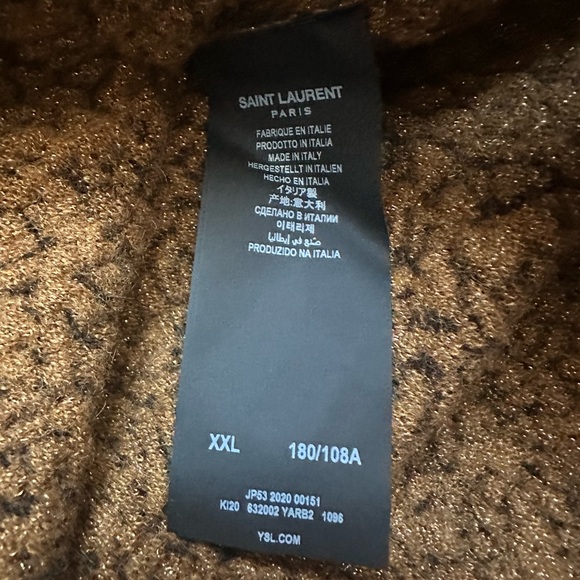 SAINT LAURENT
PARIS
FABRIQUE EN ITALIE
PRODOTTO IN ITALIA
MADE IN ITALY
HERGESTELLT IN ITALIEN
HECHO EN ITALIA
イタリア製
产地:意大利
СДЕЛАНО В ИТАЛИИ
이태리제
صنع في إيطاليا
PRODUZIDO NA ITALIA
XXL 180/108A
JP53 2020 00151
KI20 632002 YARB2 1096
YSL.COM